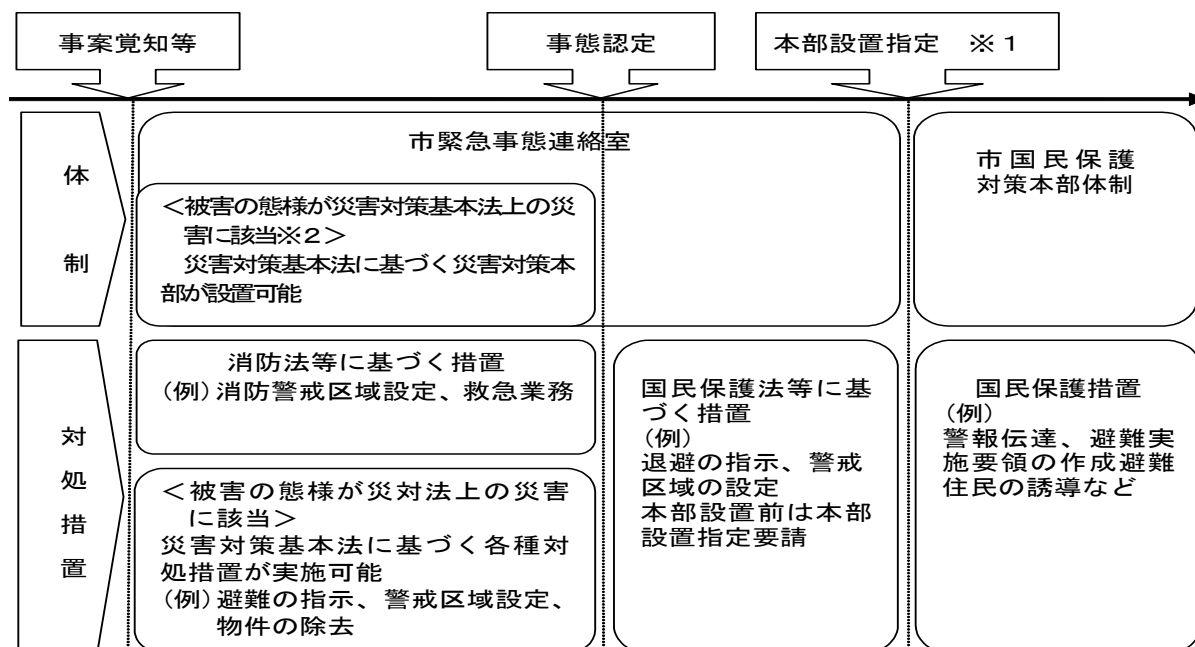 事案覚知等
事態認定
本部設置指定　※１
体制
市緊急事態連絡室
＜被害の態様が災害対策基本法上の災
害に該当※２＞
災害対策基本法に基づく災害対策本
部が設置可能
市国民保護
対策本部体制
対処措置
消防法等に基づく措置
(例)消防警戒区域設定、救急業務
＜被害の態様が災対法上の災害
に該当＞
災害対策基本法に基づく各種対
処措置が実施可能
(例)避難の指示、警戒区域設定、
物件の除去
国民保護法等に基
づく措置
(例)
退避の指示、警戒
区域の設定
本部設置前は本部
設置指定要請
国民保護措置
(例)
警報伝達、避難実
施要領の作成避難
住民の誘導など